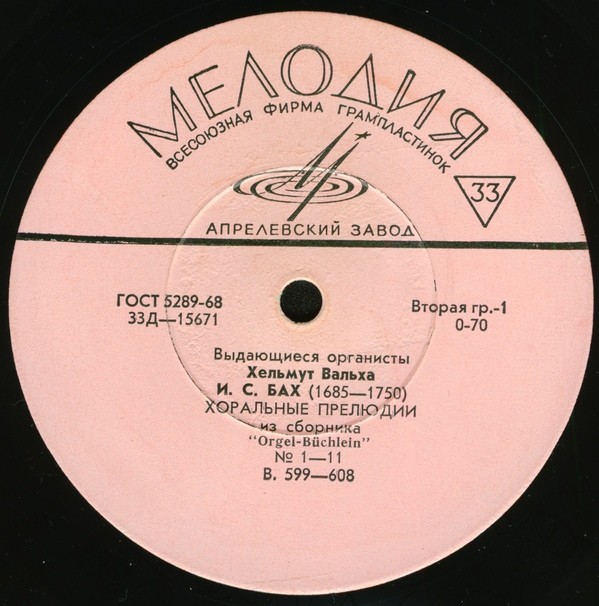 МЕЛОДИЯ
ВСЕСОЮЗНАЯ ФИРМА ГРАМПЛАСТИНОК
33
АПРЕЛЕВСКИЙ ЗАВОД
ГОСТ 5289-68
33Д—15671
Вторая гр.-1
0-70
Выдающиеся органисты
Хельмут Вальха
И. С. БАХ (1685—1750)
ХОРАЛЬНЫЕ ПРЕЛЮДИИ
из сборника
"Orgel-Büchlein"
№ 1—11
B. 599—608